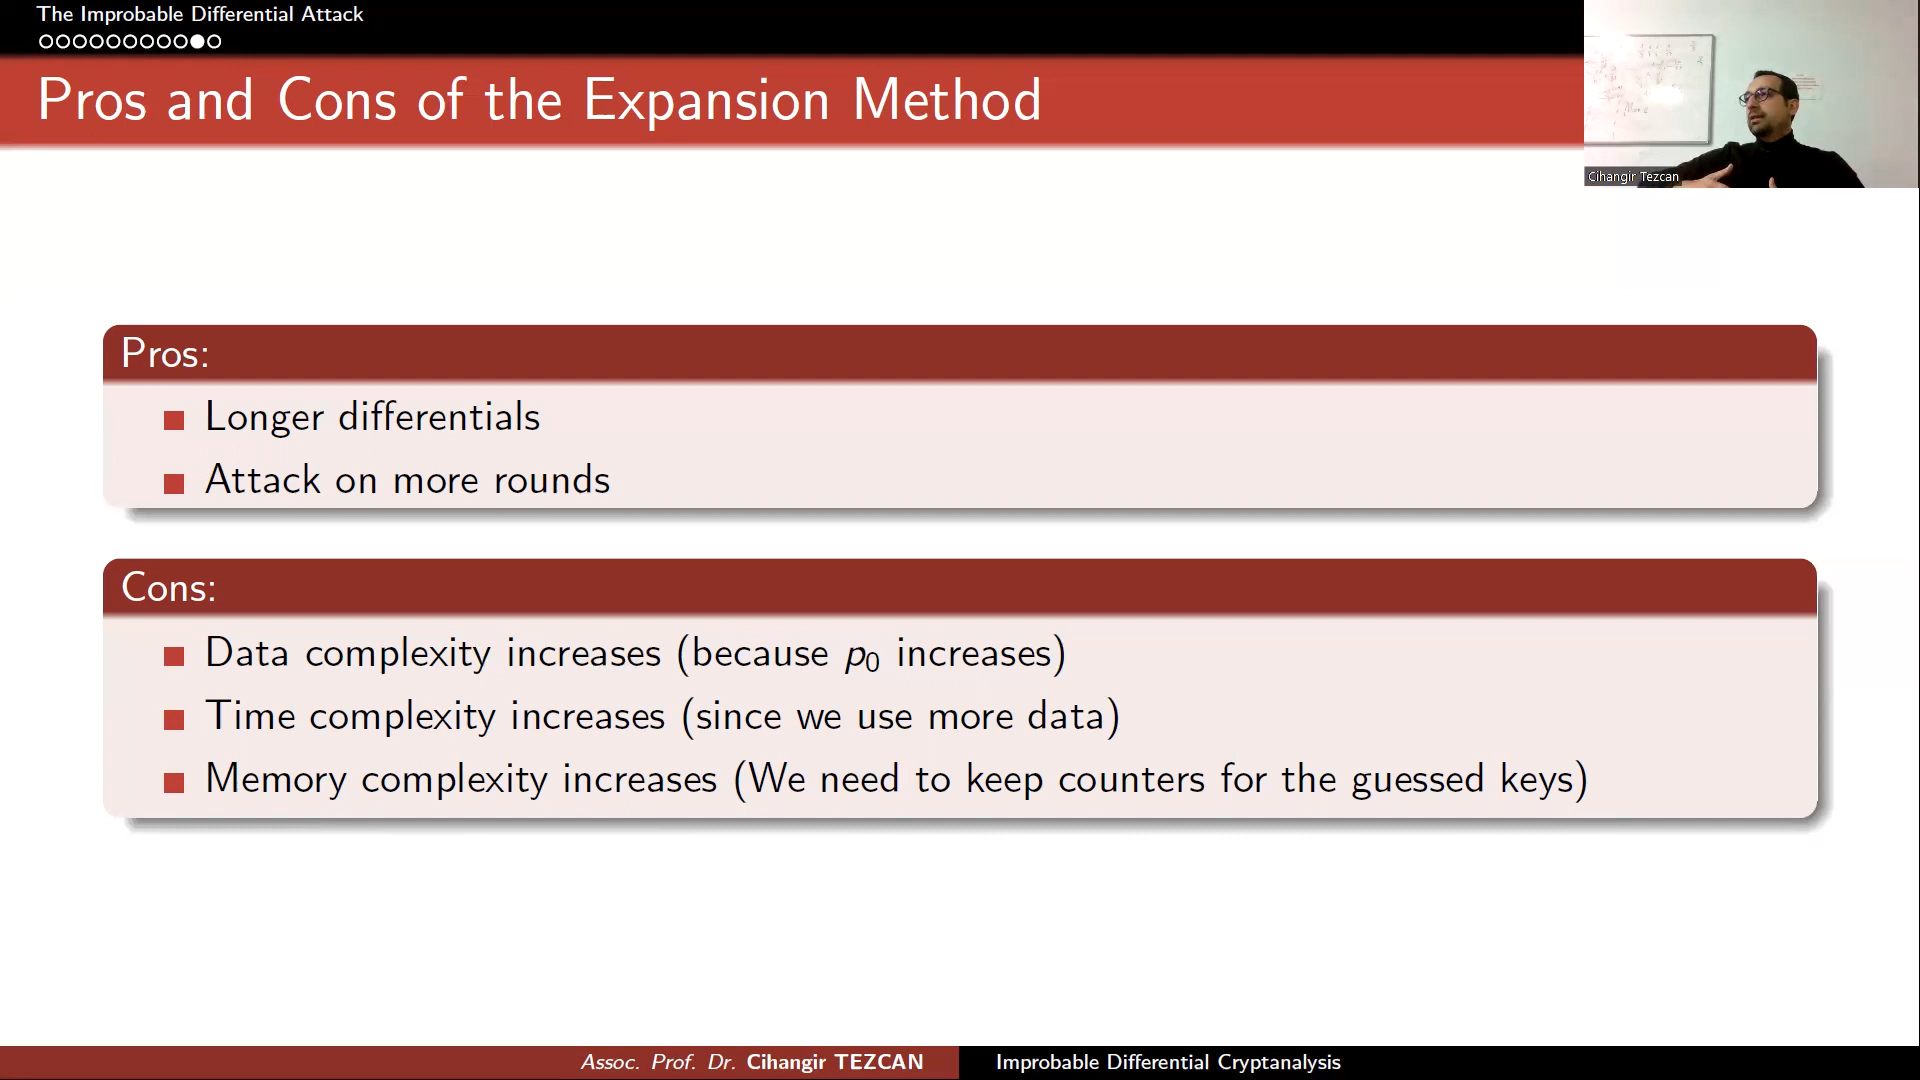 The Improbable Differential Attack
Pros and Cons of the Expansion Method
Cihangir Tezcan
Pros:
Longer differentials
Attack on more rounds
Cons:
Data complexity increases (because p₀ increases)
Time complexity increases (since we use more data)
Memory complexity increases (We need to keep counters for the guessed keys)
Assoc. Prof. Dr. Cihangir TEZCAN
Improbable Differential Cryptanalysis